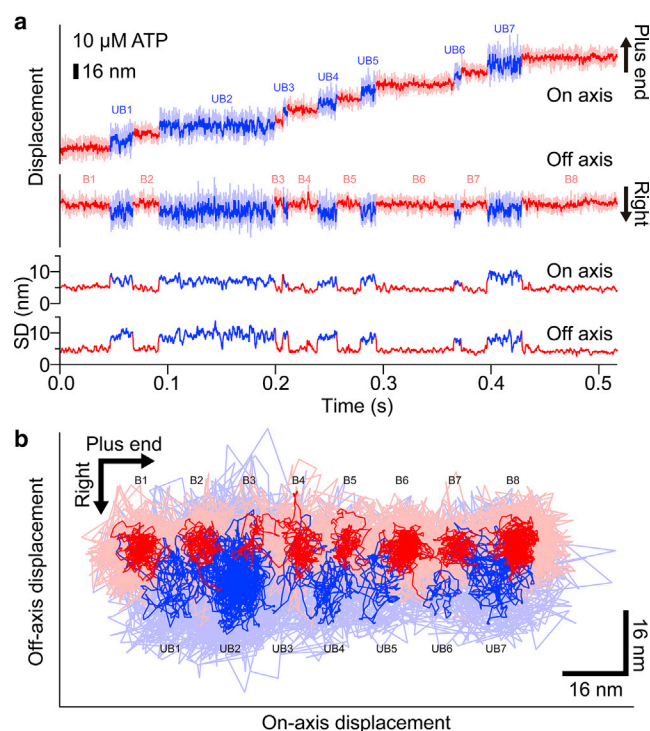 a
10 µM ATP
16 nm
Plus end
UB1 UB2 UB3 UB4 UB5 UB6 UB7
On axis
Displacement
Off axis
B1 B2 B3 B4 B5 B6 B7 B8
Right
On axis
10
0
SD (nm)
Off axis
10
0
0.0 0.1 0.2 0.3 0.4 0.5
Time (s)
b
Plus end
Right
B1 B2 B3 B4 B5 B6 B7 B8
Off-axis displacement
UB1 UB2 UB3 UB4 UB5 UB6 UB7
16 nm
16 nm
On-axis displacement